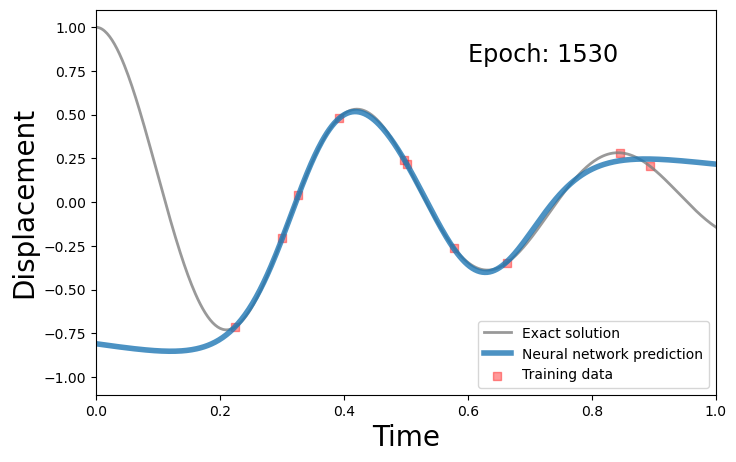 Epoch: 1530
1.00
0.75
0.50
0.25
0.00
−0.25
−0.50
−0.75
−1.00
Displacement
Exact solution
Neural network prediction
Training data
0.0 0.2 0.4 0.6 0.8 1.0
Time